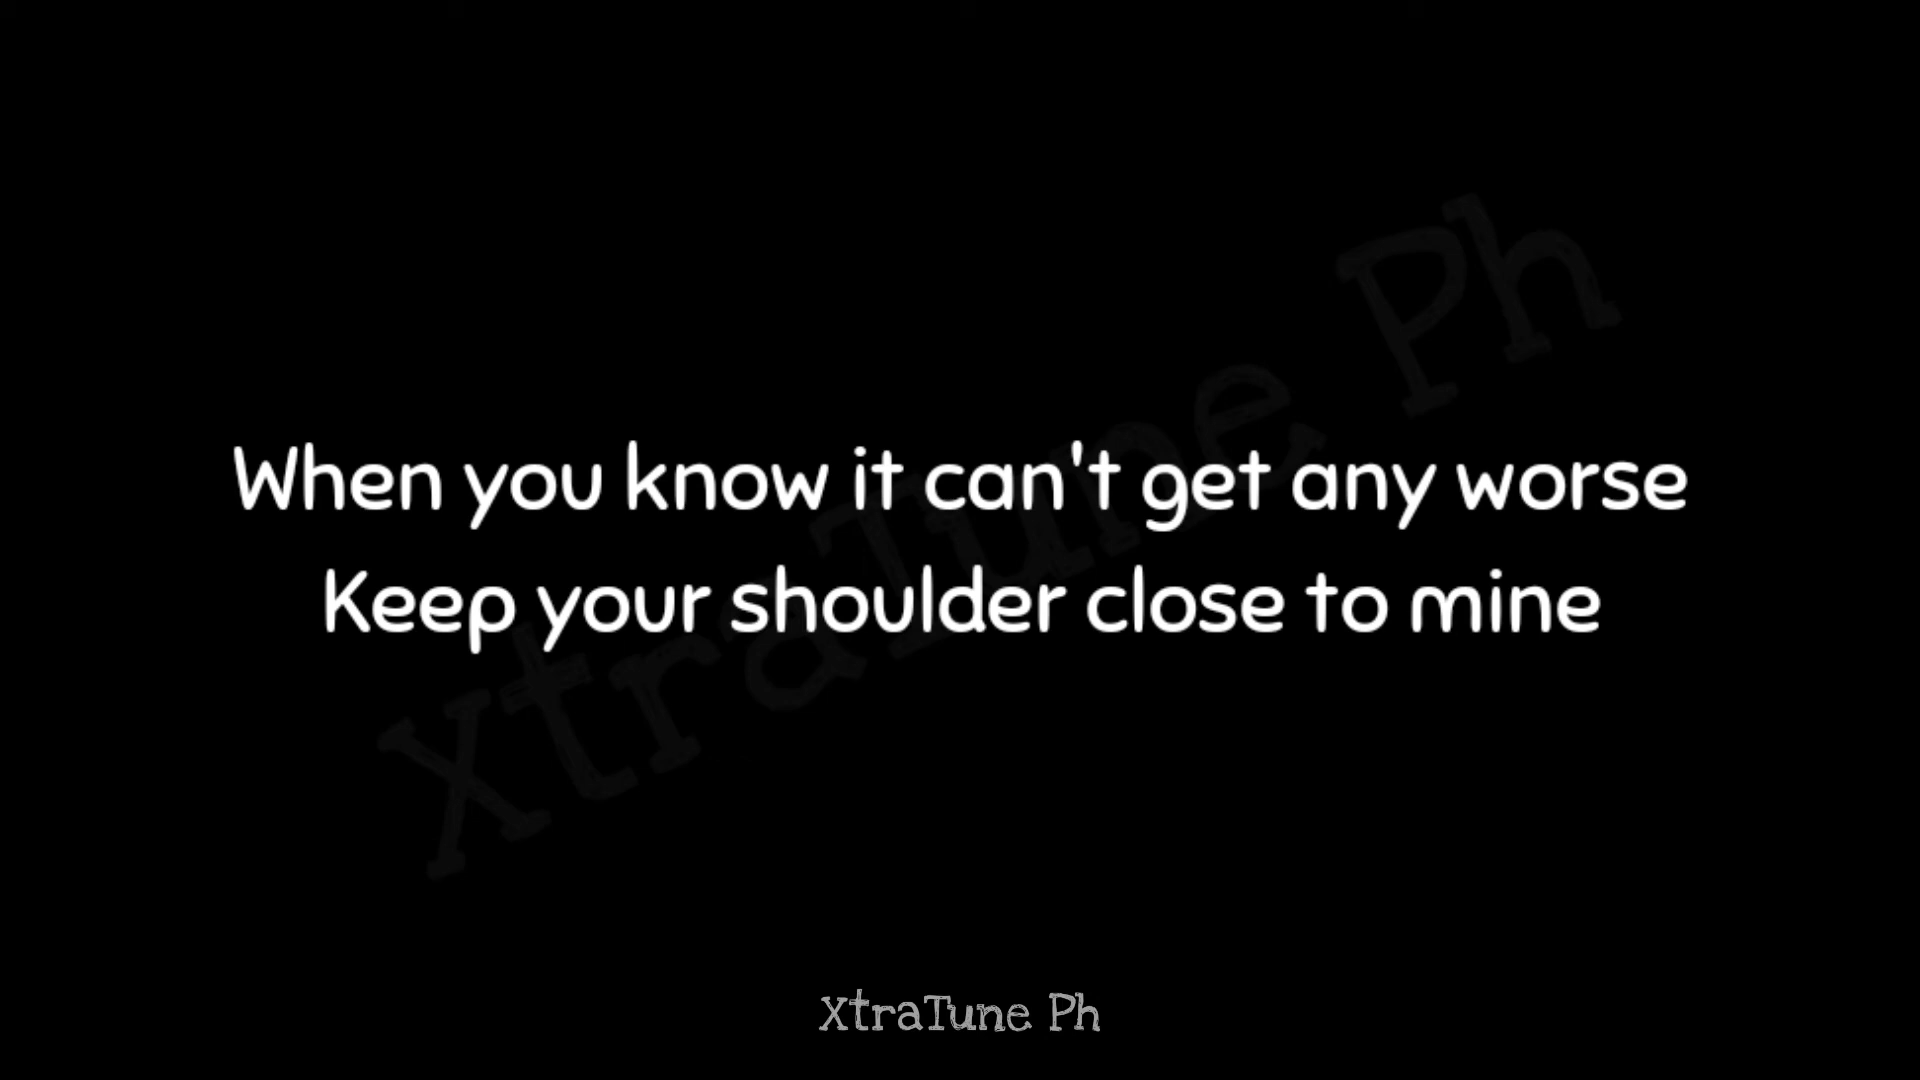 When you know it can't get any worse
Keep your shoulder close to mine
XtraTune Ph
XtraTune Ph